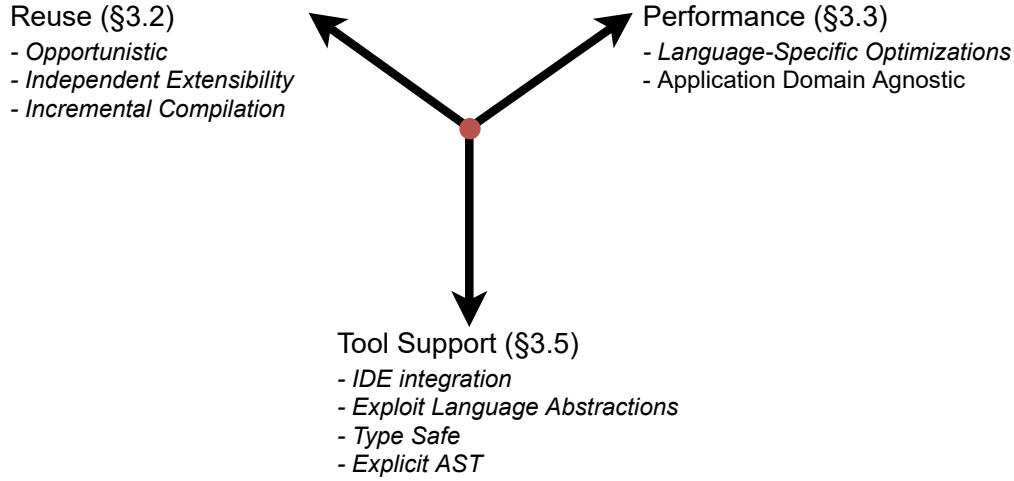 Reuse (§3.2)
- Opportunistic
- Independent Extensibility
- Incremental Compilation
Performance (§3.3)
- Language-Specific Optimizations
- Application Domain Agnostic
Tool Support (§3.5)
- IDE integration
- Exploit Language Abstractions
- Type Safe
- Explicit AST